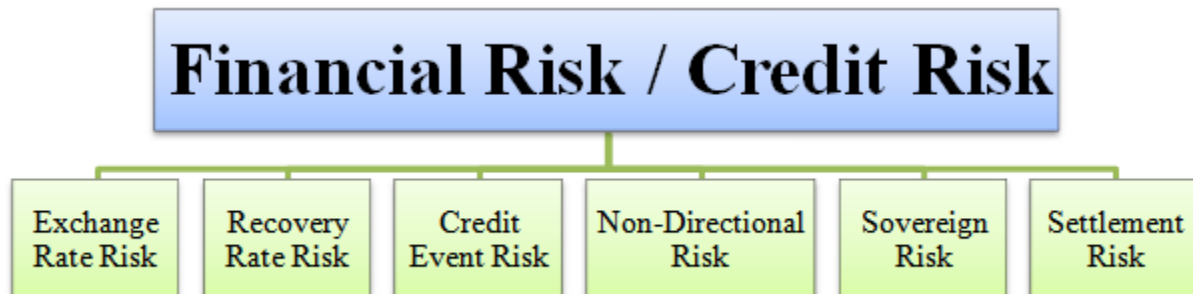 Financial Risk / Credit Risk
Exchange
Rate Risk
Recovery
Rate Risk
Credit
Event Risk
Non-Directional
Risk
Sovereign
Risk
Settlement
Risk